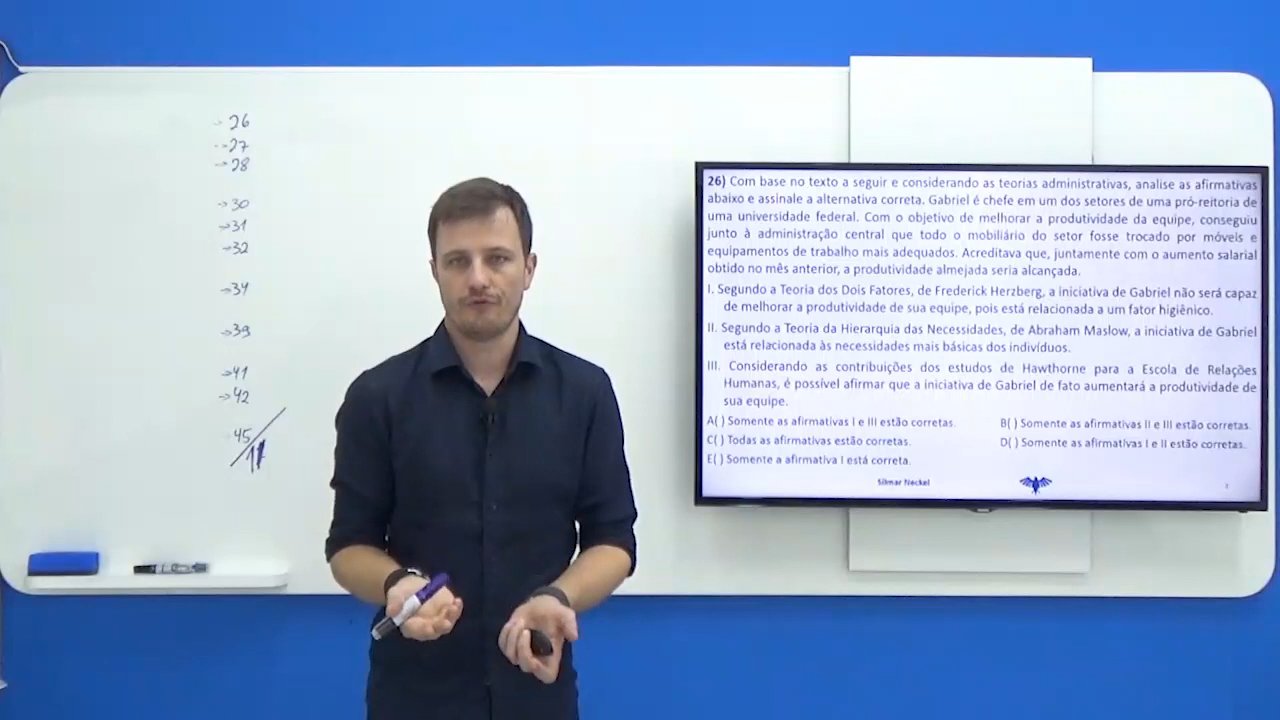 26
27
28
30
31
32
34
39
41
42
45
11
26) Com base no texto a seguir e considerando as teorias administrativas, analise as afirmativas
abaixo e assinale a alternativa correta. Gabriel é chefe em um dos setores de uma pró-reitoria de
uma universidade federal. Com o objetivo de melhorar a produtividade da equipe, conseguiu
junto à administração central que todo o mobiliário do setor fosse trocado por móveis e
equipamentos de trabalho mais adequados. Acreditava que, juntamente com o aumento salarial
obtido no mês anterior, a produtividade almejada seria alcançada.
I. Segundo a Teoria dos Dois Fatores, de Frederick Herzberg, a iniciativa de Gabriel não será capaz
de melhorar a produtividade de sua equipe, pois está relacionada a um fator higiênico.
II. Segundo a Teoria da Hierarquia das Necessidades, de Abraham Maslow, a iniciativa de Gabriel
está relacionada às necessidades mais básicas dos indivíduos.
III. Considerando as contribuições dos estudos de Hawthorne para a Escola de Relações
Humanas, é possível afirmar que a iniciativa de Gabriel de fato aumentará a produtividade de
sua equipe.
A( ) Somente as afirmativas I e III estão corretas. B( ) Somente as afirmativas II e III estão corretas.
C( ) Todas as afirmativas estão corretas. D( ) Somente as afirmativas I e II estão corretas.
E( ) Somente a afirmativa I está correta.
Silmar Neckel